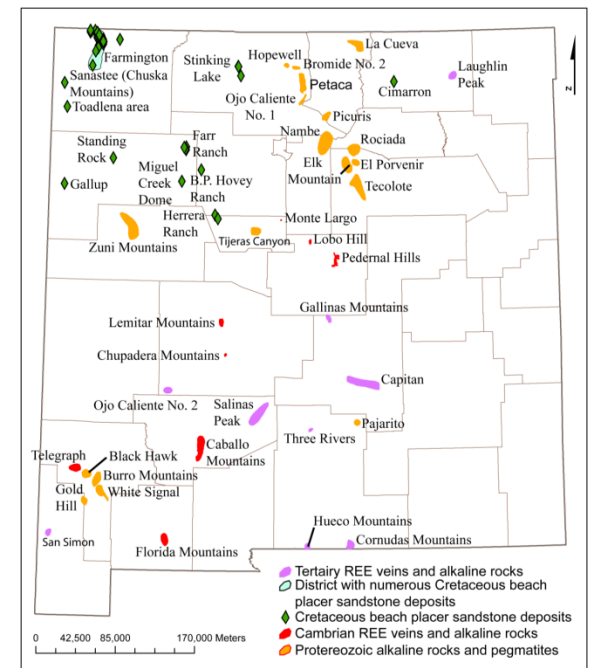 La Cueva
Hopewell
Bromide No. 2
Stinking
Lake
Laughlin
Peak
Farmington
Petaca
Cimarron
Sanastee (Chuska
Mountains)
Toadlena area
Ojo Caliente
No. 1
Picuris
Nambe
Rociada
Standing
Rock
Farr
Ranch
Elk
Mountain
El Porvenir
Miguel
Creek
Dome
B.P. Hovey
Ranch
Tecolote
Gallup
Herrera
Ranch
Monte Largo
Zuni Mountains
Tijeras Canyon
Lobo Hill
Pedernal Hills
Gallinas Mountains
Lemitar Mountains
Chupadera Mountains
Capitan
Ojo Caliente No. 2
Salinas
Peak
Pajarito
Three Rivers
Caballo
Mountains
Telegraph
Black Hawk
Burro Mountains
Gold
Hill
White Signal
San Simon
Florida Mountains
Hueco Mountains
Cornudas Mountains
z
Tertairy REE veins and alkaline rocks
District with numerous Cretaceous beach
placer sandstone deposits
Cretaceous beach placer sandstone deposits
Cambrian REE veins and alkaline rocks
Protereozoic alkaline rocks and pegmatites
0 42,500 85,000 170,000 Meters